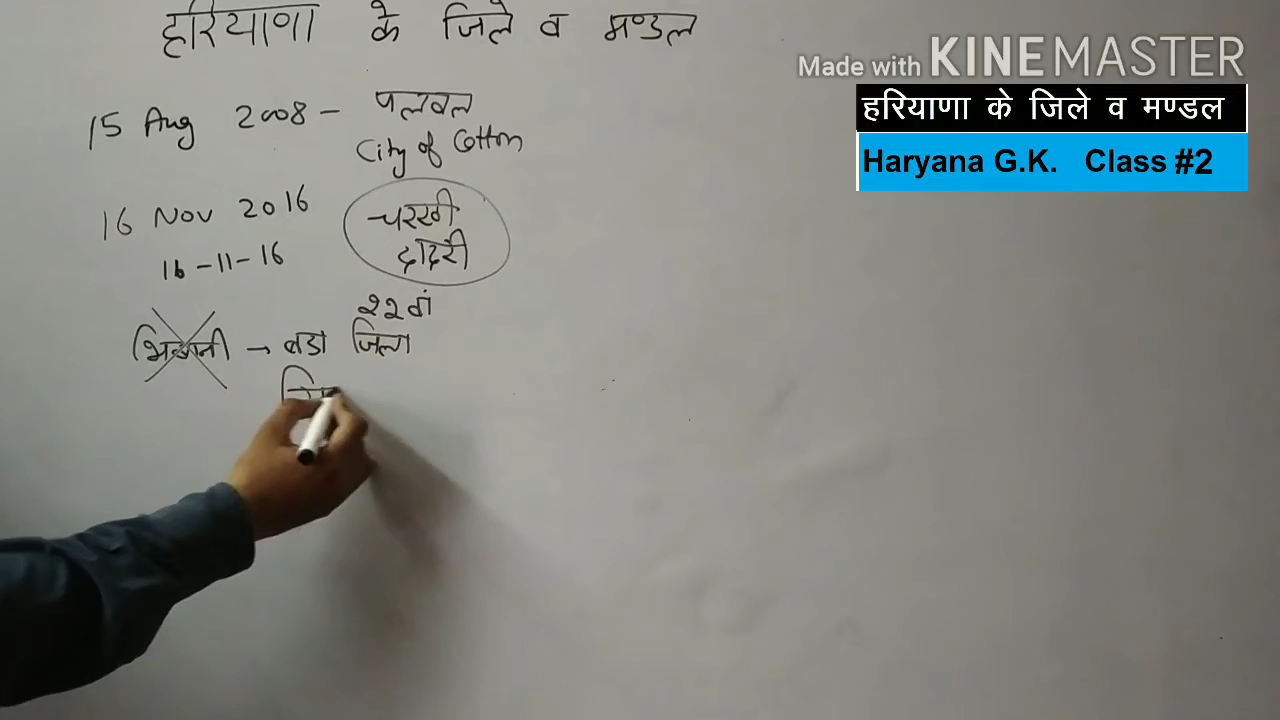 हरियाणा के जिले व मण्डल
15 Aug 2008 - पलवल
City of Cotton
16 Nov 2016 चरखी
दादरी
16-11-16
22वां
भिवानी → बडा जिला
Made with KINEMASTER
हरियाणा के जिले व मण्डल
Haryana G.K. Class #2